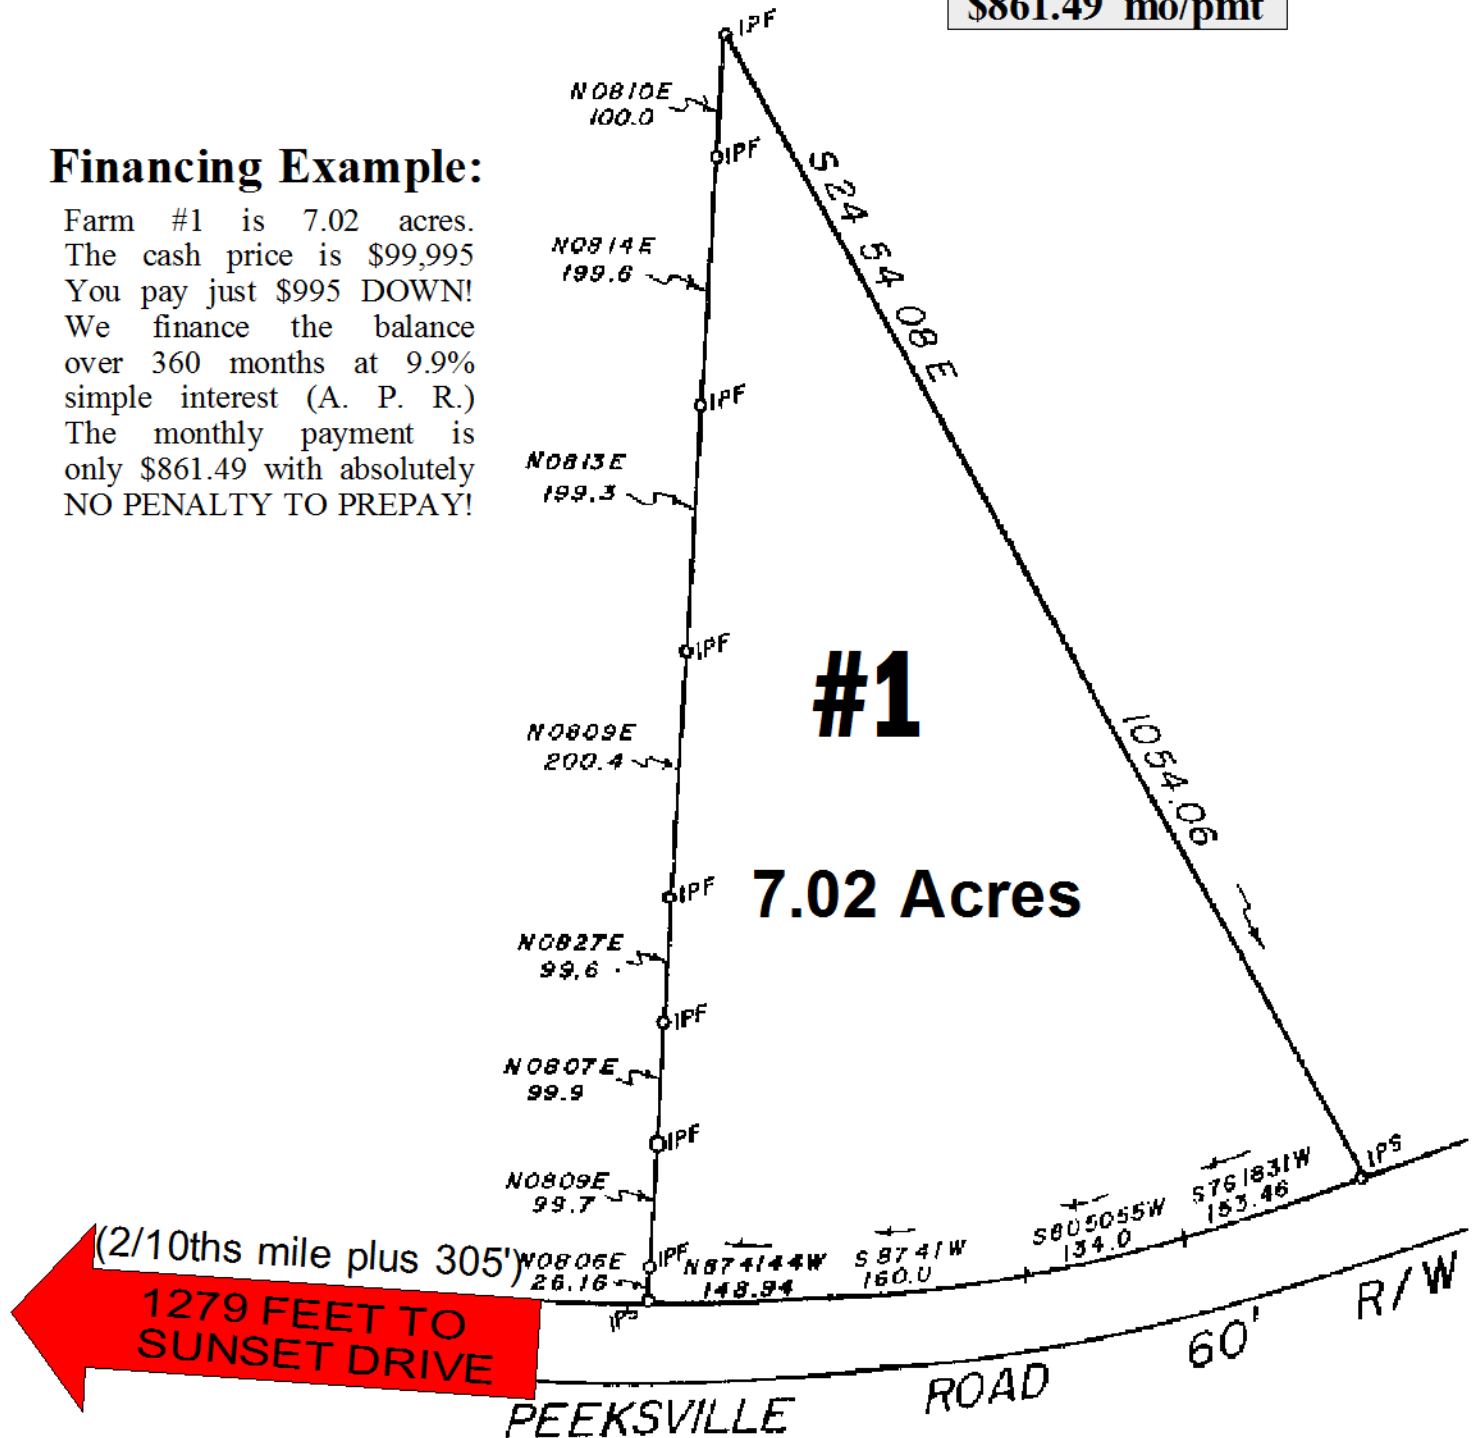 $861.49 mo/pmt
IPF
N0810E
100.0
IPF
Financing Example:
Farm #1 is 7.02 acres.
The cash price is $99,995
You pay just $995 DOWN!
We finance the balance
over 360 months at 9.9%
simple interest (A. P. R.)
The monthly payment is
only $861.49 with absolutely
NO PENALTY TO PREPAY!
S 24 54 08 E
N0814E
199.6
IPF
N0813E
199.3
IPF
#1
N0809E
200.4
1054.06
7.02 Acres
IPF
N0827E
99.6
IPF
N0807E
99.9
IPF
N0809E
99.7
IPS
S761831W
153.46
S805055W
134.0
S8741W
160.0
IPF
N874144W
148.94
N0806E
26.16
IPS
(2/10ths mile plus 305')
1279 FEET TO
SUNSET DRIVE
PEEKSVILLE ROAD 60' R/W